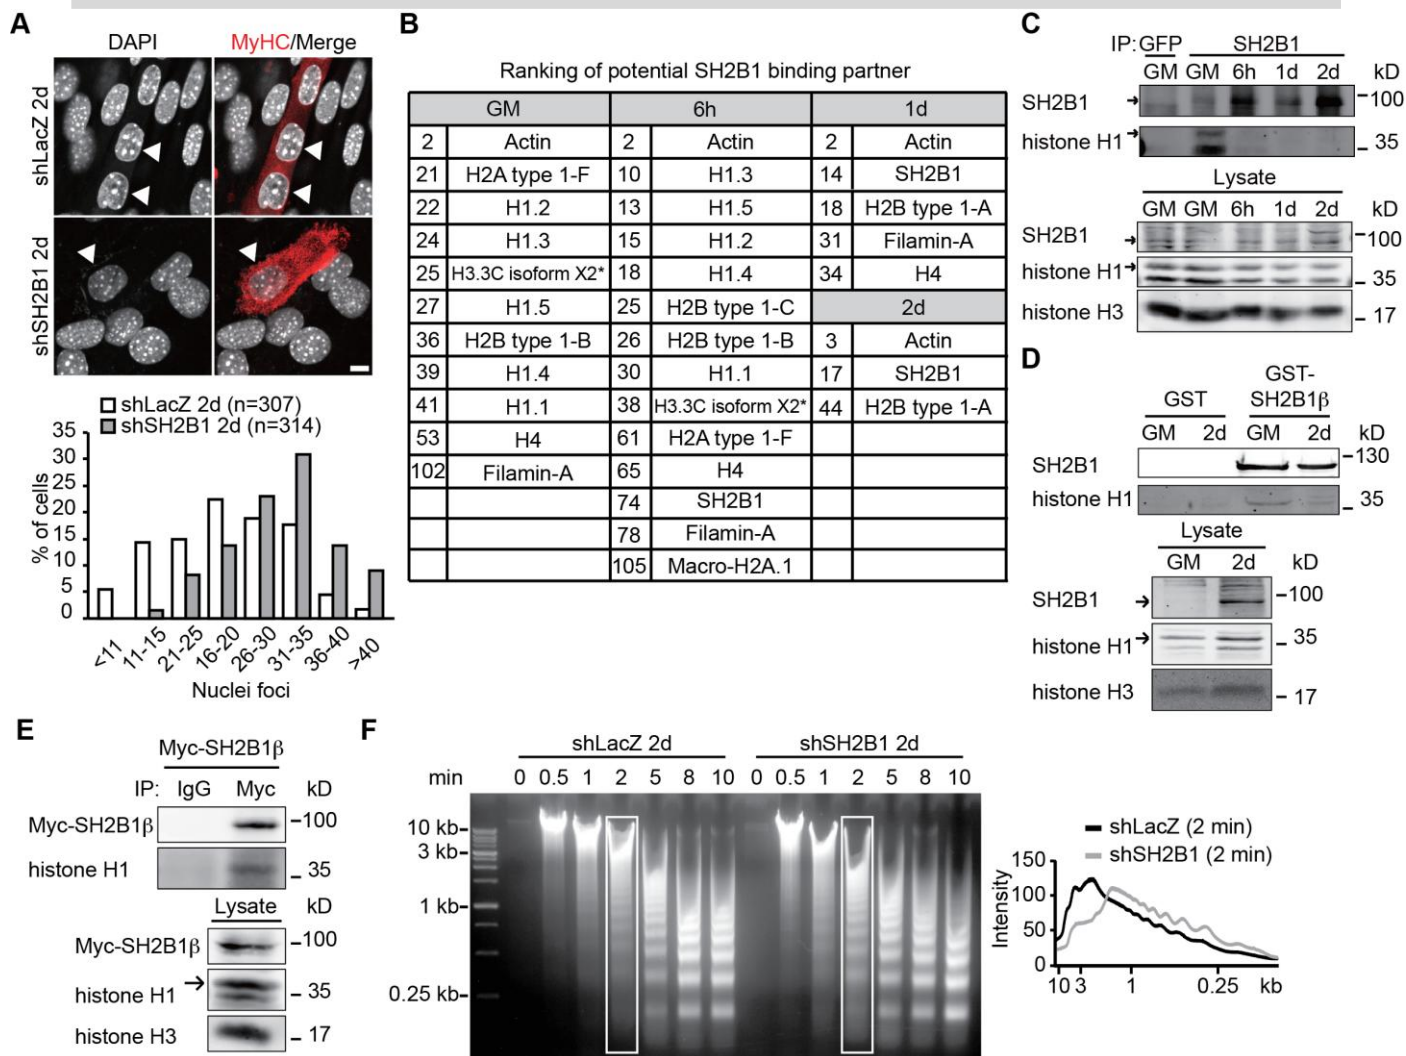 A
DAPI
MyHC/Merge
shLacZ 2d
shSH2B1 2d
shLacZ 2d (n=307)
shSH2B1 2d (n=314)
% of cells
35
30
25
20
15
10
5
0
<11
11-15
21-25
16-20
26-30
31-35
36-40
>40
Nuclei foci
B
Ranking of potential SH2B1 binding partner
GM 6h 1d
2 Actin 2 Actin 2 Actin
21 H2A type 1-F 10 H1.3 14 SH2B1
22 H1.2 13 H1.5 18 H2B type 1-A
24 H1.3 15 H1.2 31 Filamin-A
25 H3.3C isoform X2* 18 H1.4 34 H4
27 H1.5 25 H2B type 1-C 2d
36 H2B type 1-B 26 H2B type 1-B 3 Actin
39 H1.4 30 H1.1 17 SH2B1
41 H1.1 38 H3.3C isoform X2* 44 H2B type 1-A
53 H4 61 H2A type 1-F
102 Filamin-A 65 H4
74 SH2B1
78 Filamin-A
105 Macro-H2A.1
C
IP: GFP SH2B1
GM GM 6h 1d 2d kD
SH2B1 100
histone H1 35
Lysate
GM GM 6h 1d 2d kD
SH2B1 100
histone H1 35
histone H3 17
D
GST GST-SH2B1β
GM 2d GM 2d kD
SH2B1 130
histone H1 35
Lysate
GM 2d kD
SH2B1 100
histone H1 35
histone H3 17
E
Myc-SH2B1β
IP: IgG Myc kD
Myc-SH2B1β 100
histone H1 35
Lysate kD
Myc-SH2B1β 100
histone H1 35
histone H3 17
F
shLacZ 2d shSH2B1 2d
min 0 0.5 1 2 5 8 10 0 0.5 1 2 5 8 10
10 kb
3 kb
1 kb
0.25 kb
shLacZ (2 min)
shSH2B1 (2 min)
Intensity
150
100
50
0
10 3 1 0.25 kb